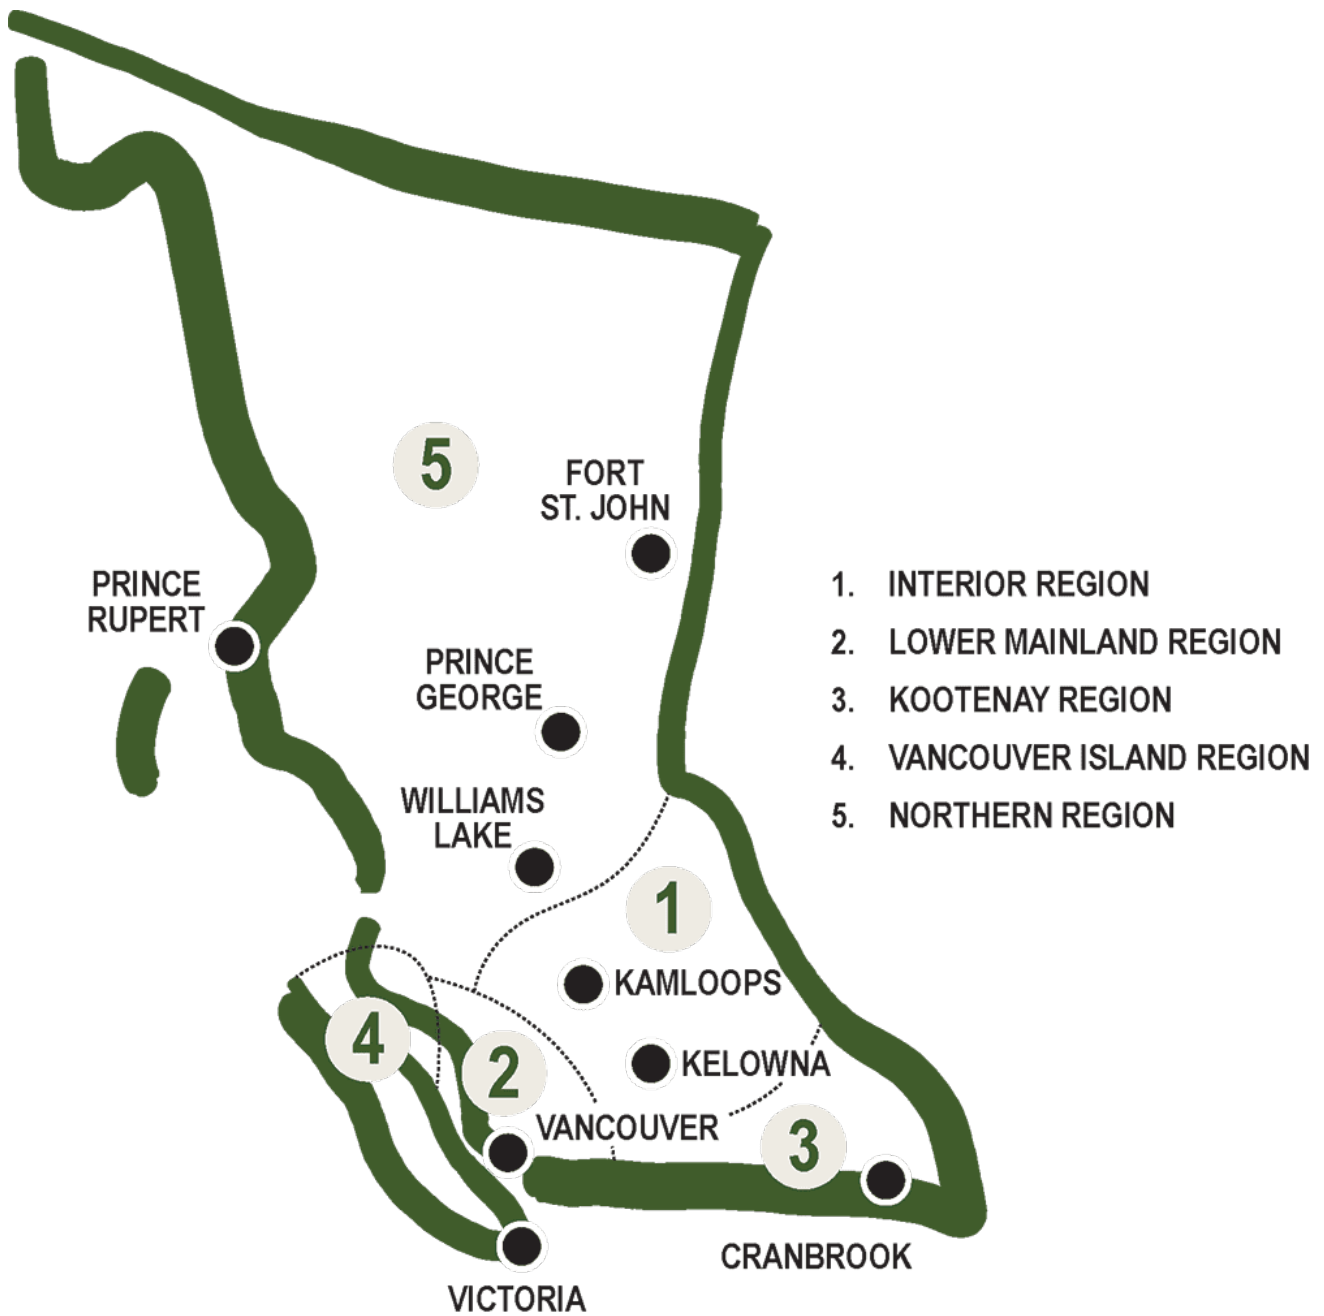 5
FORT
ST. JOHN
PRINCE
RUPERT
PRINCE
GEORGE
WILLIAMS
LAKE
1
KAMLOOPS
4
2
KELOWNA
VANCOUVER
3
CRANBROOK
VICTORIA
1. INTERIOR REGION
2. LOWER MAINLAND REGION
3. KOOTENAY REGION
4. VANCOUVER ISLAND REGION
5. NORTHERN REGION